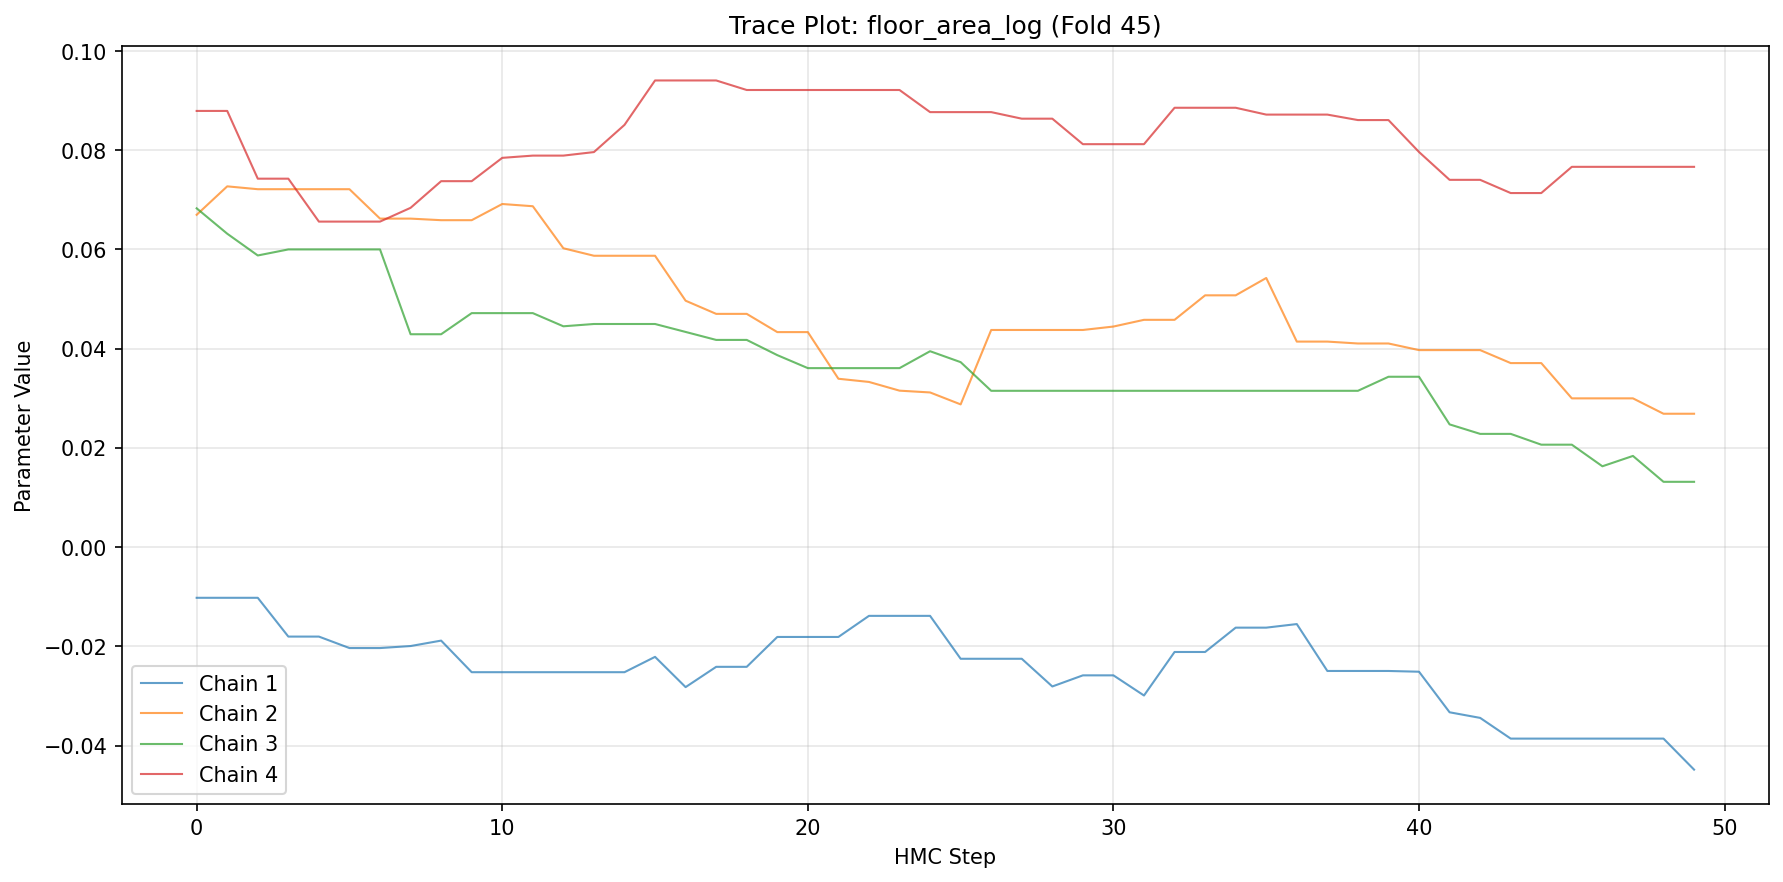 Trace Plot: floor_area_log (Fold 45)
0.10
0.08
0.06
0.04
0.02
0.00
−0.02
−0.04
Parameter Value
Chain 1
Chain 2
Chain 3
Chain 4
0 10 20 30 40 50
HMC Step